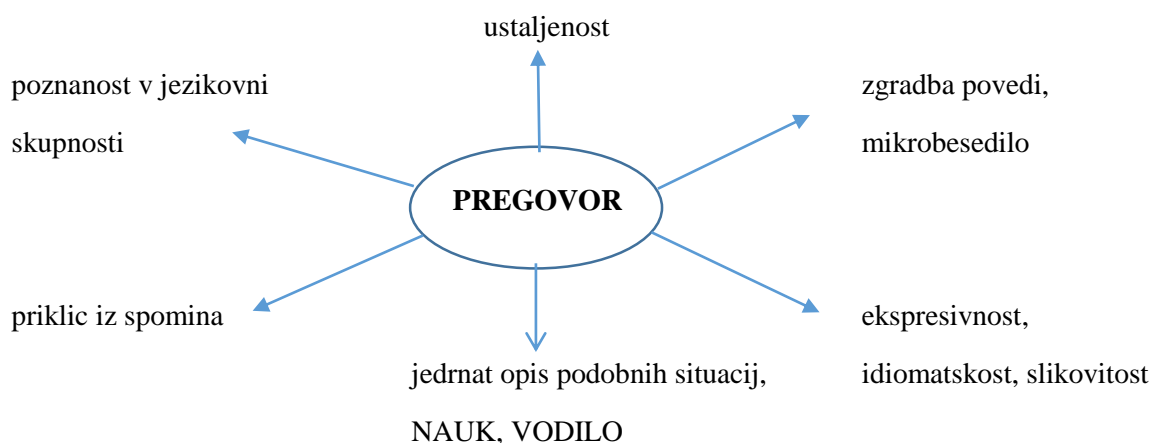 ustaljenost
poznanost v jezikovni
skupnosti
zgradba povedi,
mikrobesedilo
PREGOVOR
priklic iz spomina
ekspresivnost,
idiomatskost, slikovitost
jedrnat opis podobnih situacij,
NAUK, VODILO